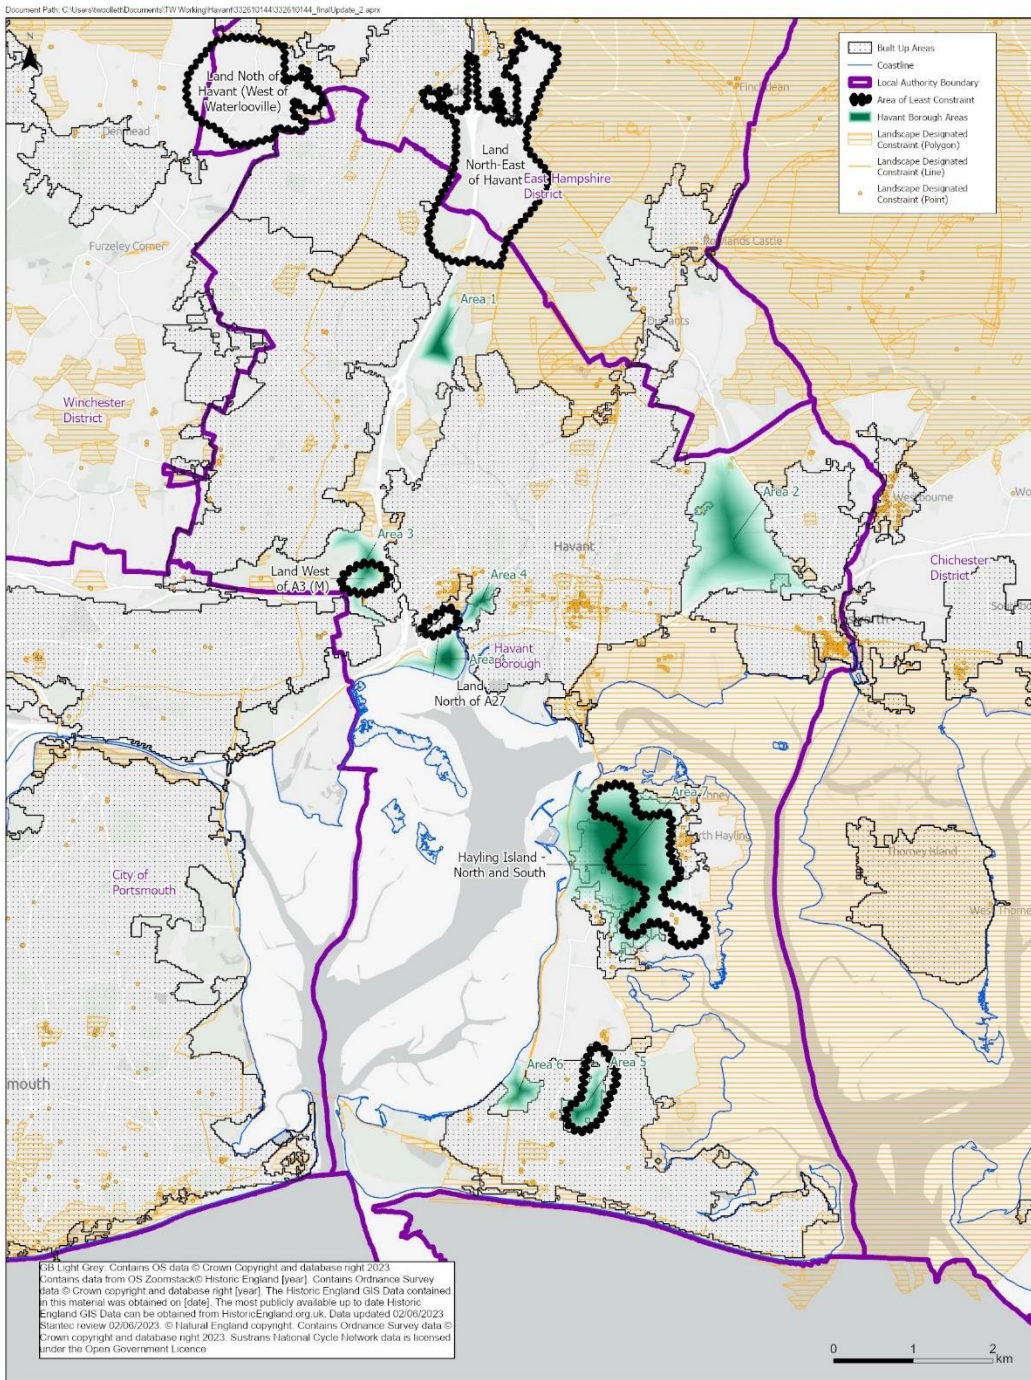 Document Path: C:\Users\twoollett\Documents\TW Working\Havant\332610144\332610144_finalUpdate_2.aprx
N
Land Noth of
Havant (West of
Waterlooville)
Denmead
Land
North-East
of Havant
East Hampshire
District
Finchdean
Built Up Areas
Coastline
Local Authority Boundary
Area of Least Constraint
Havant Borough Areas
Landscape Designated
Constraint (Polygon)
Landscape Designated
Constraint (Line)
Landscape Designated
Constraint (Point)
Furzeley Corner
Rowlands Castle
Area 1
Durrants
Winchester
District
Area 2
Westbourne
Wo
Area 3
Havant
Land West
of A3 (M)
Area 4
Chichester
District
Havant
Borough
Land
North of A27
Area 7
rth Hayling
Hayling Island -
North and South
Thorney Island
West Thorne
City of
Portsmouth
mouth
Area 6
Area 5
GB Light Grey: Contains OS data © Crown Copyright and database right 2023
Contains data from OS Zoomstack© Historic England [year]. Contains Ordnance Survey
data © Crown copyright and database right [year]. The Historic England GIS Data contained
in this material was obtained on [date]. The most publicly available up to date Historic
England GIS Data can be obtained from HistoricEngland.org.uk. Data updated 02/06/2023
Stantec review 02/06/2023. © Natural England copyright. Contains Ordnance Survey data ©
Crown copyright and database right 2023. Sustrans National Cycle Network data is licensed
under the Open Government Licence
0 1 2
km